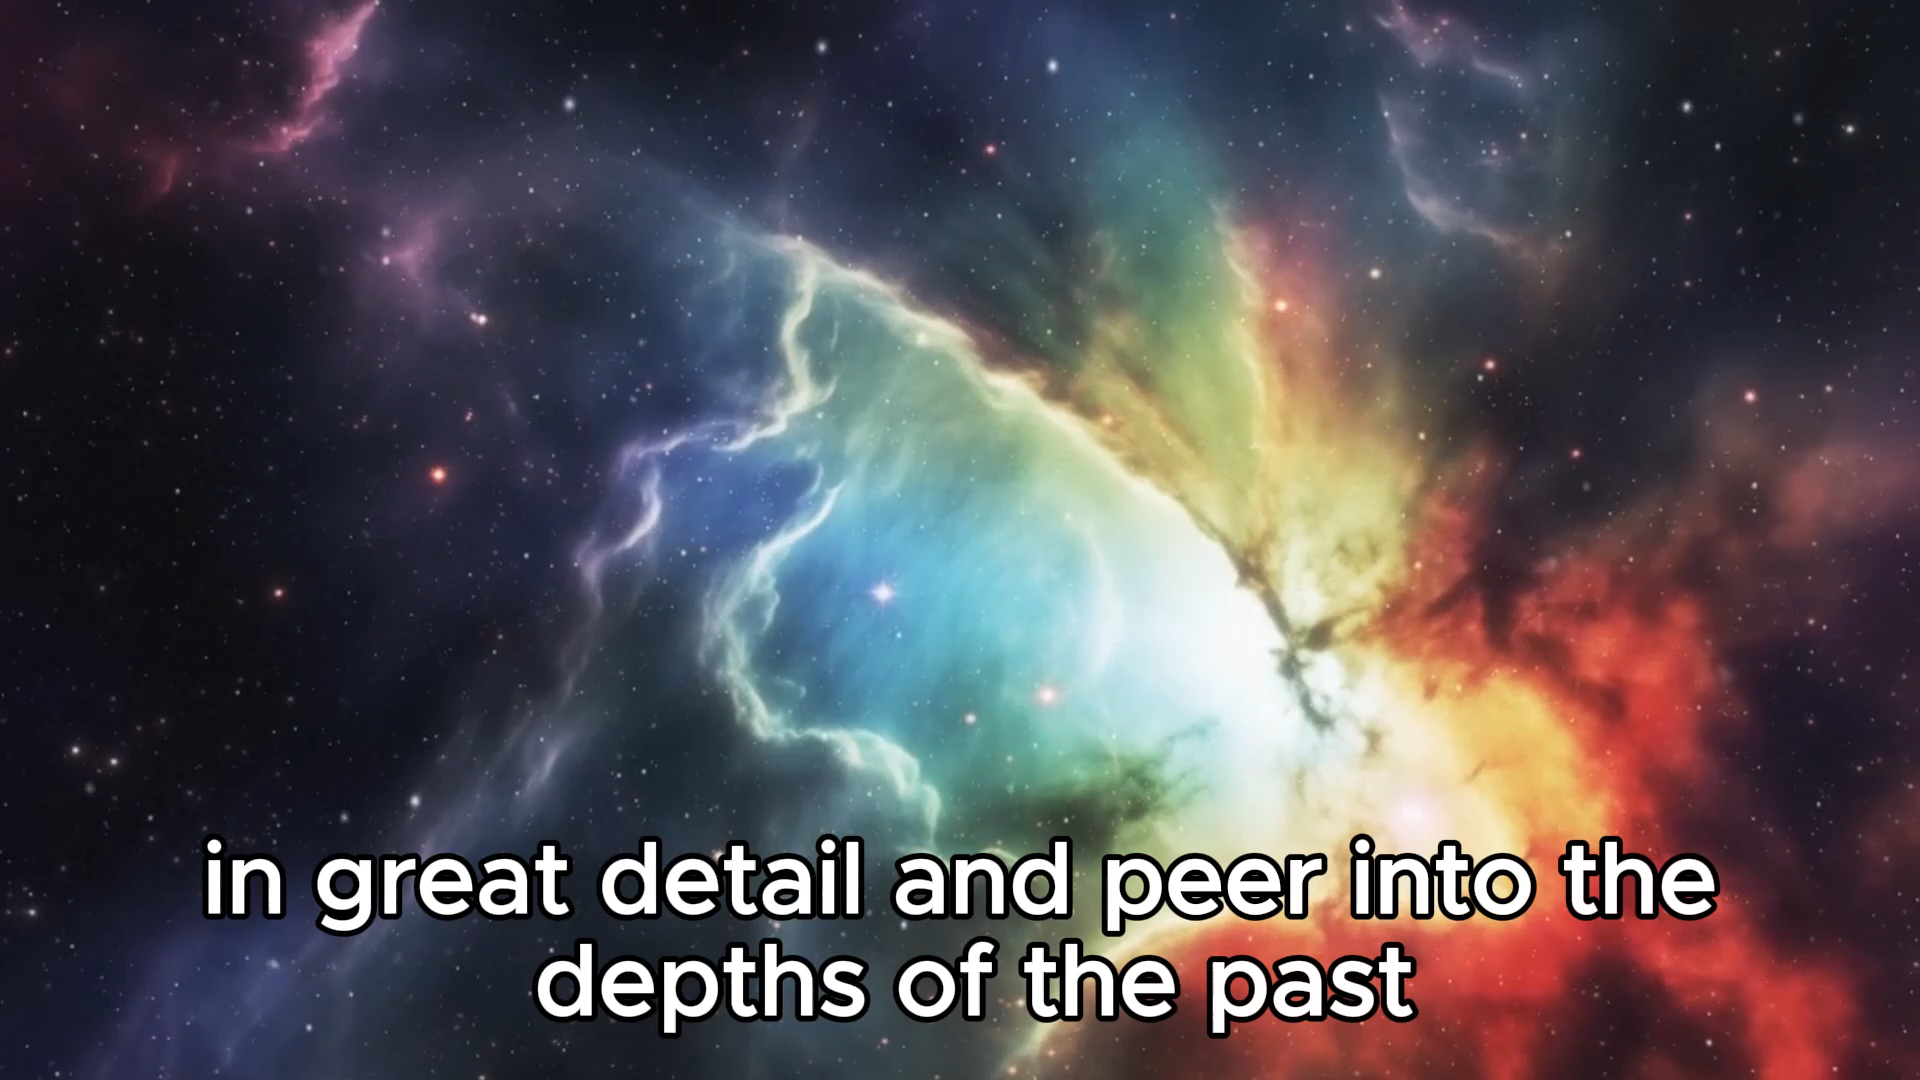 in great detail and peer into the
depths of the past